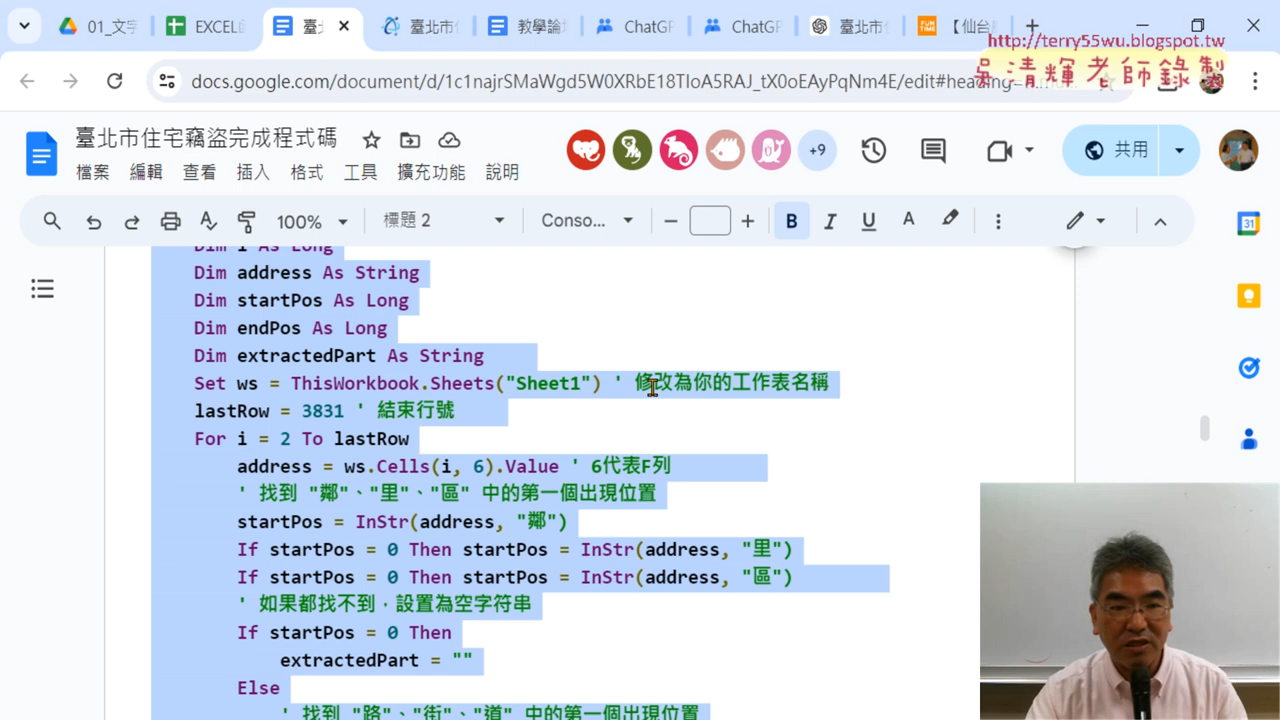 01_文字
EXCEL
臺
臺北市
教學論
ChatGP
ChatGP
臺北市
【仙台
http://terry55wu.blogspot.tw
吳清輝老師錄製
檔案 編輯 查看 插入 格式 工具 擴充功能 說明
臺北市住宅竊盜完成程式碼
+9
共用
100%
標題 2
Conso...
B I U A
Dim i As Long
Dim address As String
Dim startPos As Long
Dim endPos As Long
Dim extractedPart As String
Set ws = ThisWorkbook.Sheets("Sheet1") ' 修改為你的工作表名稱
lastRow = 3831 ' 結束行號
For i = 2 To lastRow
address = ws.Cells(i, 6).Value ' 6代表F列
' 找到 "鄰"、"里"、"區" 中的第一個出現位置
startPos = InStr(address, "鄰")
If startPos = 0 Then startPos = InStr(address, "里")
If startPos = 0 Then startPos = InStr(address, "區")
' 如果都找不到，設置為空字符串
If startPos = 0 Then
extractedPart = ""
Else
' 找到 "路"、"街"、"道" 中的第一個出現位置